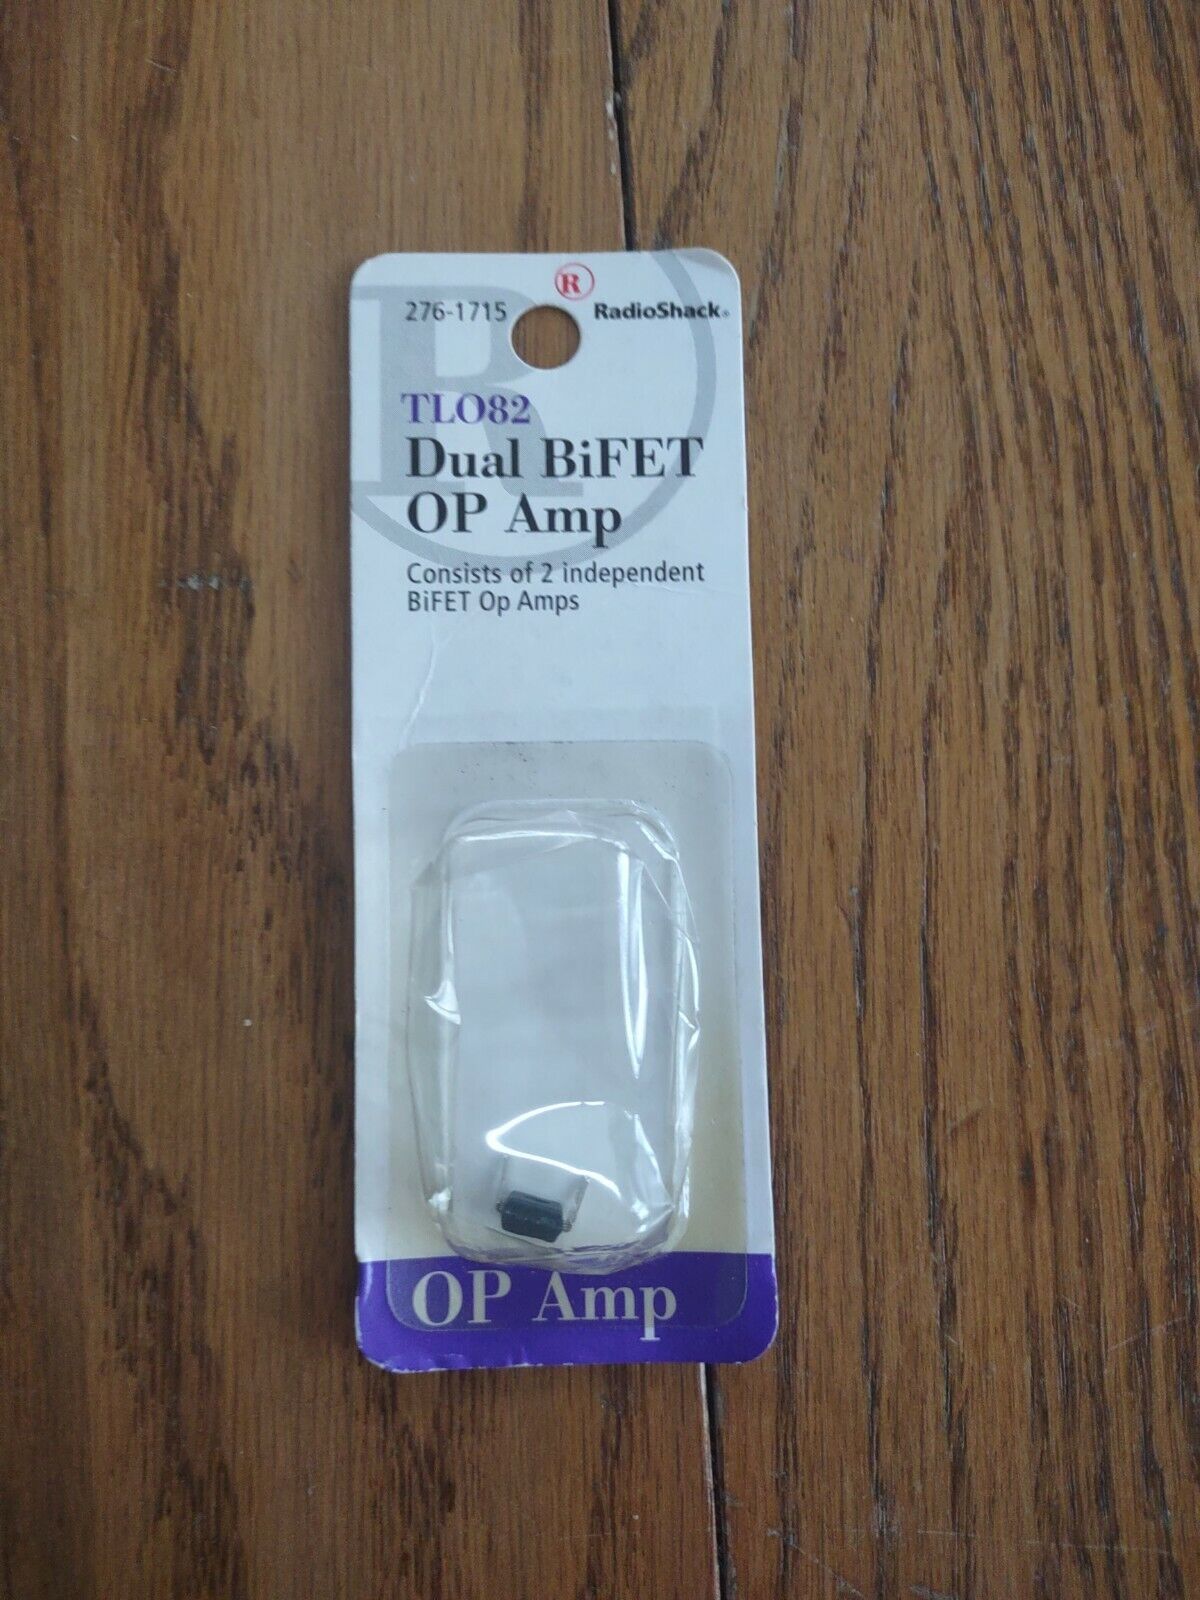 276-1715
R
RadioShack®
TLO82
Dual BiFET
OP Amp
Consists of 2 independent
BiFET Op Amps
OP Amp